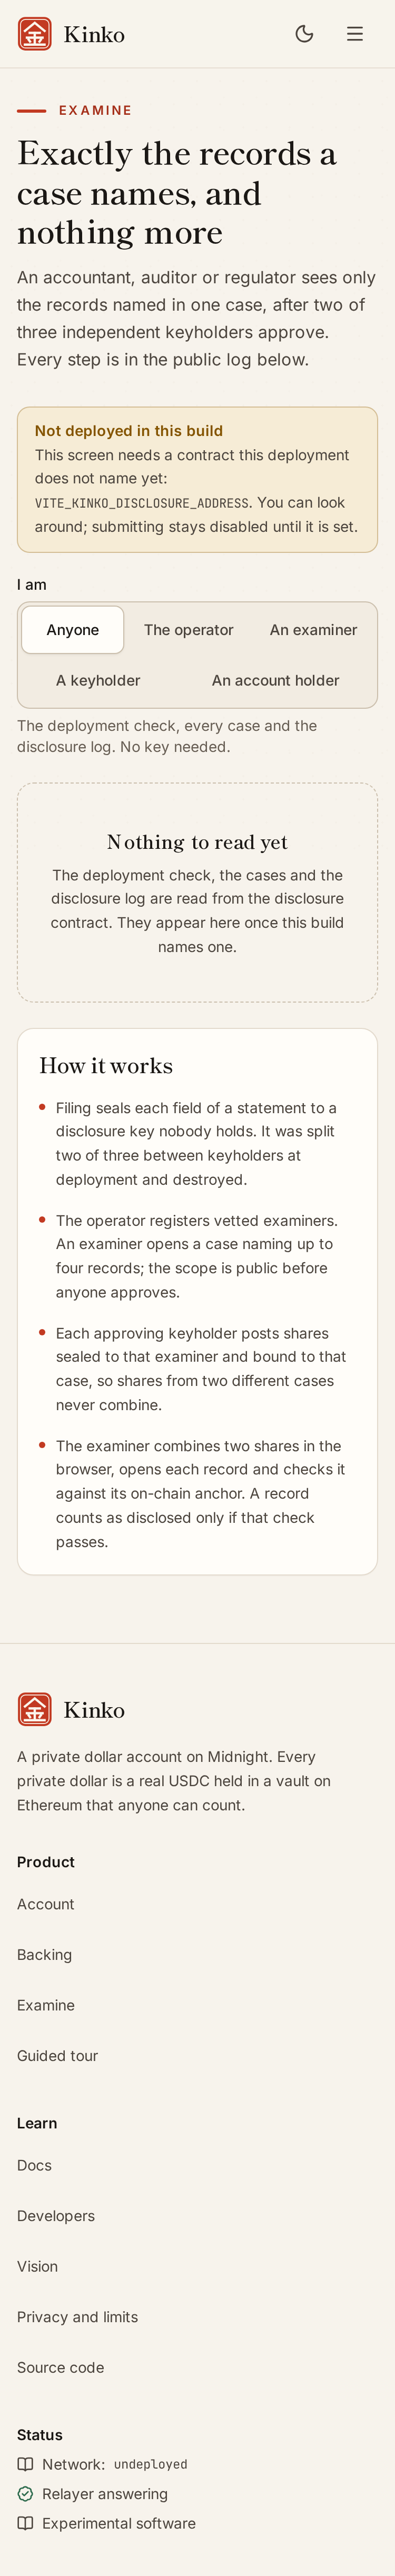 金 Kinko
EXAMINE
Exactly the records a
case names, and
nothing more
An accountant, auditor or regulator sees only
the records named in one case, after two of
three independent keyholders approve.
Every step is in the public log below.
Not deployed in this build
This screen needs a contract this deployment
does not name yet:
VITE_KINKO_DISCLOSURE_ADDRESS. You can look
around; submitting stays disabled until it is set.
I am
Anyone The operator An examiner
A keyholder An account holder
The deployment check, every case and the
disclosure log. No key needed.
Nothing to read yet
The deployment check, the cases and the
disclosure log are read from the disclosure
contract. They appear here once this build
names one.
How it works
Filing seals each field of a statement to a
disclosure key nobody holds. It was split
two of three between keyholders at
deployment and destroyed.
The operator registers vetted examiners.
An examiner opens a case naming up to
four records; the scope is public before
anyone approves.
Each approving keyholder posts shares
sealed to that examiner and bound to that
case, so shares from two different cases
never combine.
The examiner combines two shares in the
browser, opens each record and checks it
against its on-chain anchor. A record
counts as disclosed only if that check
passes.
金 Kinko
A private dollar account on Midnight. Every
private dollar is a real USDC held in a vault on
Ethereum that anyone can count.
Product
Account
Backing
Examine
Guided tour
Learn
Docs
Developers
Vision
Privacy and limits
Source code
Status
Network: undeployed
Relayer answering
Experimental software